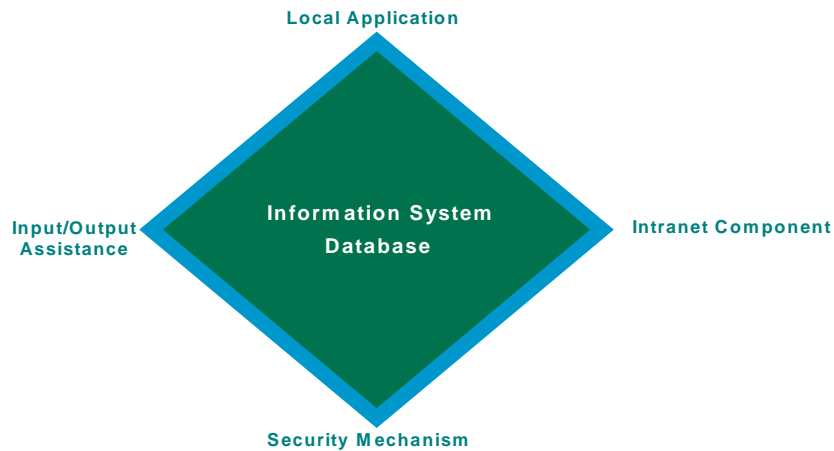 Local Application
Information System
Database
Input/Output
Assistance
Intranet Component
Security Mechanism